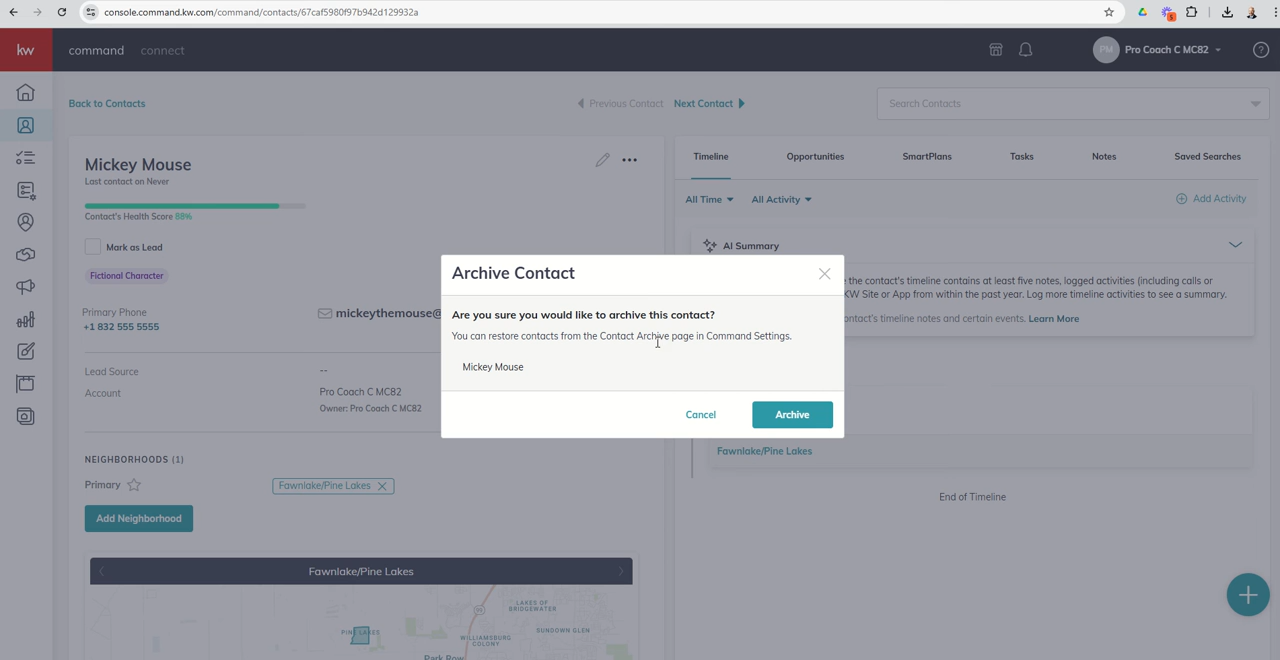 console.command.kw.com/command/contacts/67caf5980f97b942d129932a
kw
command
connect
PM
Pro Coach C MC82
Back to Contacts
Previous Contact
Next Contact
Search Contacts
Mickey Mouse
Last contact on Never
Contact's Health Score 88%
Mark as Lead
Fictional Character
Primary Phone
+1 832 555 5555
mickeythemouse@
Lead Source
--
Account
Pro Coach C MC82
Owner: Pro Coach C MC82
NEIGHBORHOODS (1)
Primary
Fawnlake/Pine Lakes
Add Neighborhood
Fawnlake/Pine Lakes
LAKES OF
BRIDGEWATER
PINE LAKES
WILLIAMSBURG
COLONY
SUNDOWN GLEN
Park Row
Timeline
Opportunities
SmartPlans
Tasks
Notes
Saved Searches
All Time
All Activity
Add Activity
AI Summary
the contact's timeline contains at least five notes, logged activities (including calls or
KW Site or App from within the past year. Log more timeline activities to see a summary.
contact's timeline notes and certain events. Learn More
Fawnlake/Pine Lakes
End of Timeline
Archive Contact
Are you sure you would like to archive this contact?
You can restore contacts from the Contact Archive page in Command Settings.
Mickey Mouse
Cancel
Archive